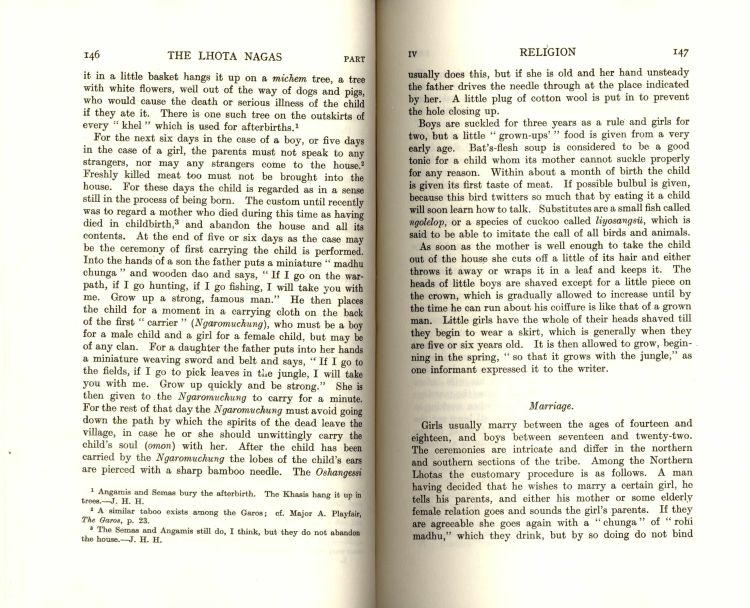 146 THE LHOTA NAGAS PART
it in a little basket hangs it up on a michem tree, a tree
with white flowers, well out of the way of dogs and pigs,
who would cause the death or serious illness of the child
if they ate it. There is one such tree on the outskirts of
every " khel " which is used for afterbirths.¹
For the next six days in the case of a boy, or five days
in the case of a girl, the parents must not speak to any
strangers, nor may any strangers come to the house.²
Freshly killed meat too must not be brought into the
house. For these days the child is regarded as in a sense
still in the process of being born. The custom until recently
was to regard a mother who died during this time as having
died in childbirth,³ and abandon the house and all its
contents. At the end of five or six days as the case may
be the ceremony of first carrying the child is performed.
Into the hands of a son the father puts a miniature " madhu
chunga " and wooden dao and says, " If I go on the war-
path, if I go hunting, if I go fishing, I will take you with
me. Grow up a strong, famous man." He then places
the child for a moment in a carrying cloth on the back
of the first " carrier " (Ngaromuchung), who must be a boy
for a male child and a girl for a female child, but may be
of any clan. For a daughter the father puts into her hands
a miniature weaving sword and belt and says, " If I go to
the fields, if I go to pick leaves in the jungle, I will take
you with me. Grow up quickly and be strong." She is
then given to the Ngaromuchung to carry for a minute.
For the rest of that day the Ngaromuchung must avoid going
down the path by which the spirits of the dead leave the
village, in case he or she should unwittingly carry the
child's soul (omon) with her. After the child has been
carried by the Ngaromuchung the lobes of the child's ears
are pierced with a sharp bamboo needle. The Oshangessi
¹ Angamis and Semas bury the afterbirth. The Khasis hang it up in
trees.—J. H. H.
² A similar taboo exists among the Garos; cf. Major A. Playfair,
The Garos, p. 23.
³ The Semas and Angamis still do, I think, but they do not abandon
the house.—J. H. H.
IV RELIGION 147
usually does this, but if she is old and her hand unsteady
the father drives the needle through at the place indicated
by her. A little plug of cotton wool is put in to prevent
the hole closing up.
Boys are suckled for three years as a rule and girls for
two, but a little " grown-ups' " food is given from a very
early age. Bat's-flesh soup is considered to be a good
tonic for a child whom its mother cannot suckle properly
for any reason. Within about a month of birth the child
is given its first taste of meat. If possible bulbul is given,
because this bird twitters so much that by eating it a child
will soon learn how to talk. Substitutes are a small fish called
ngolelop, or a species of cuckoo called liyosangsü, which is
said to be able to imitate the call of all birds and animals.
As soon as the mother is well enough to take the child
out of the house she cuts off a little of its hair and either
throws it away or wraps it in a leaf and keeps it. The
heads of little boys are shaved except for a little piece on
the crown, which is gradually allowed to increase until by
the time he can run about his coiffure is like that of a grown
man. Little girls have the whole of their heads shaved till
they begin to wear a skirt, which is generally when they
are five or six years old. It is then allowed to grow, begin-
ning in the spring, " so that it grows with the jungle," as
one informant expressed it to the writer.
Marriage.
Girls usually marry between the ages of fourteen and
eighteen, and boys between seventeen and twenty-two.
The ceremonies are intricate and differ in the northern
and southern sections of the tribe. Among the Northern
Lhotas the customary procedure is as follows. A man
having decided that he wishes to marry a certain girl, he
tells his parents, and either his mother or some elderly
female relation goes and sounds the girl's parents. If they
are agreeable she goes again with a " chunga " of " rohi
madhu," which they drink, but by so doing do not bind